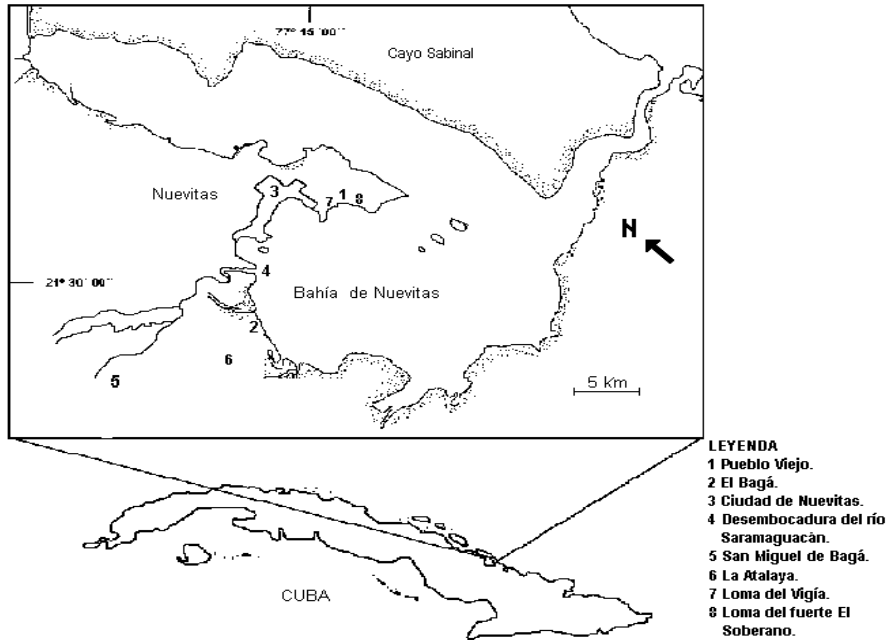 77º 15 ´00´´
Cayo Sabinal
Nuevitas
3
7
1
8
N
4
21º 30 ´ 00´´
Bahía de Nuevitas
2
6
5
5 km
LEYENDA
1 Pueblo Viejo.
2 El Bagá.
3 Ciudad de Nuevitas.
4 Desembocadura del río
Saramaguacán.
5 San Miguel de Bagá.
6 La Atalaya.
7 Loma del Vigía.
8 Loma del fuerte El
Soberano.
CUBA